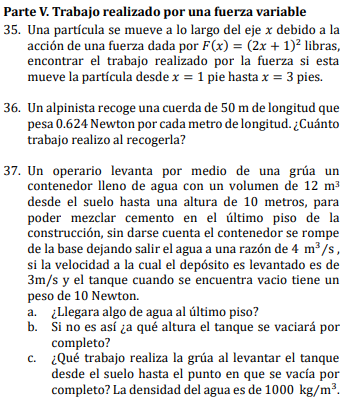 Parte V. Trabajo realizado por una fuerza variable
35. Una partícula se mueve a lo largo del eje x debido a la
acción de una fuerza dada por F(x) = (2x + 1)² libras,
encontrar el trabajo realizado por la fuerza si esta
mueve la partícula desde x = 1 pie hasta x = 3 pies.
36. Un alpinista recoge una cuerda de 50 m de longitud que
pesa 0.624 Newton por cada metro de longitud. ¿Cuánto
trabajo realizo al recogerla?
37. Un operario levanta por medio de una grúa un
contenedor lleno de agua con un volumen de 12 m³
desde el suelo hasta una altura de 10 metros, para
poder mezclar cemento en el último piso de la
construcción, sin darse cuenta el contenedor se rompe
de la base dejando salir el agua a una razón de 4 m³/s ,
si la velocidad a la cual el depósito es levantado es de
3m/s y el tanque cuando se encuentra vacio tiene un
peso de 10 Newton.
a. ¿Llegara algo de agua al último piso?
b. Si no es así ¿a qué altura el tanque se vaciará por
completo?
c. ¿Qué trabajo realiza la grúa al levantar el tanque
desde el suelo hasta el punto en que se vacía por
completo? La densidad del agua es de 1000 kg/m³.